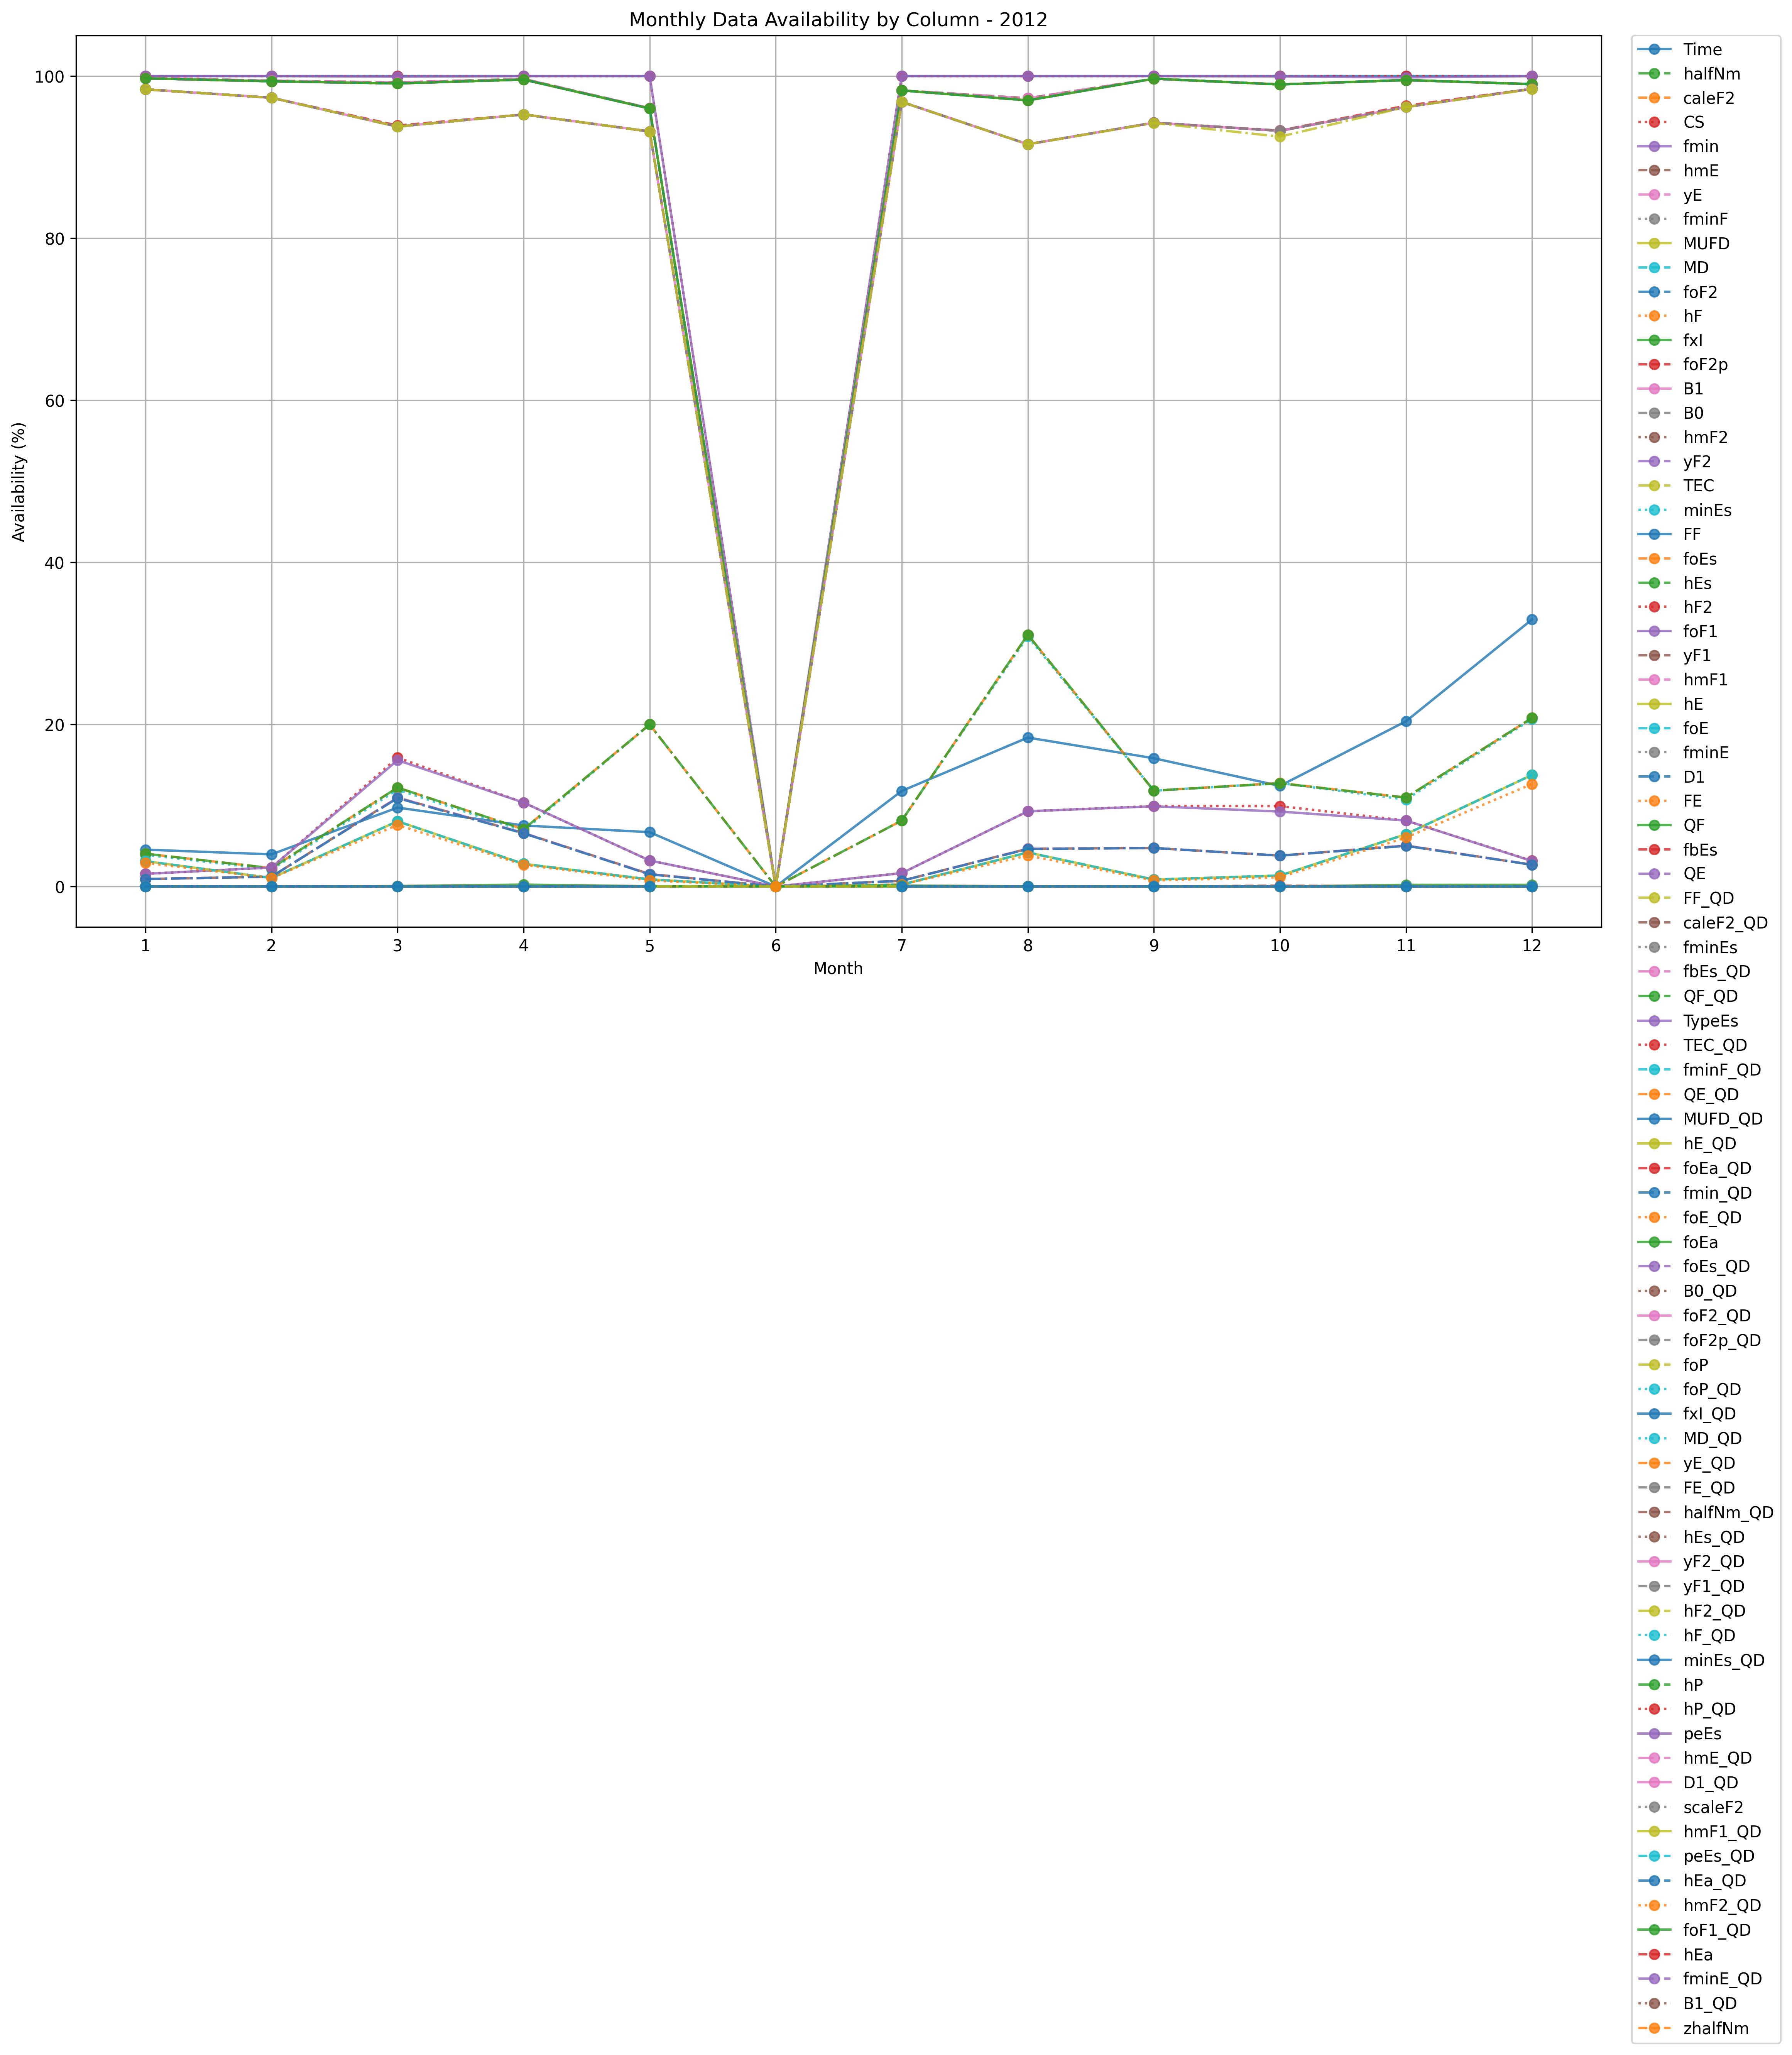 Monthly Data Availability by Column - 2012
100
80
60
40
20
0
Availability (%)
1 2 3 4 5 6 7 8 9 10 11 12
Month
Time
halfNm
caleF2
CS
fmin
hmE
yE
fminF
MUFD
MD
foF2
hF
fxI
foF2p
B1
B0
hmF2
yF2
TEC
minEs
FF
foEs
hEs
hF2
foF1
yF1
hmF1
hE
foE
fminE
D1
FE
QF
fbEs
QE
FF_QD
caleF2_QD
fminEs
fbEs_QD
QF_QD
TypeEs
TEC_QD
fminF_QD
QE_QD
MUFD_QD
hE_QD
foEa_QD
fmin_QD
foE_QD
foEa
foEs_QD
B0_QD
foF2_QD
foF2p_QD
foP
foP_QD
fxI_QD
MD_QD
yE_QD
FE_QD
halfNm_QD
hEs_QD
yF2_QD
yF1_QD
hF2_QD
hF_QD
minEs_QD
hP
hP_QD
peEs
hmE_QD
D1_QD
scaleF2
hmF1_QD
peEs_QD
hEa_QD
hmF2_QD
foF1_QD
hEa
fminE_QD
B1_QD
zhalfNm